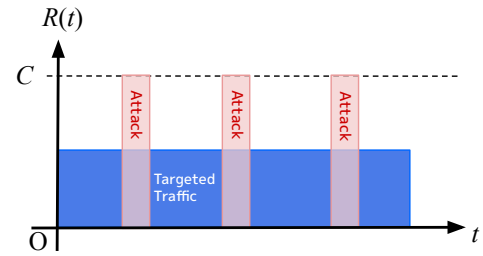 R(t)
C
Attack
Attack
Attack
Targeted
Traffic
O
t